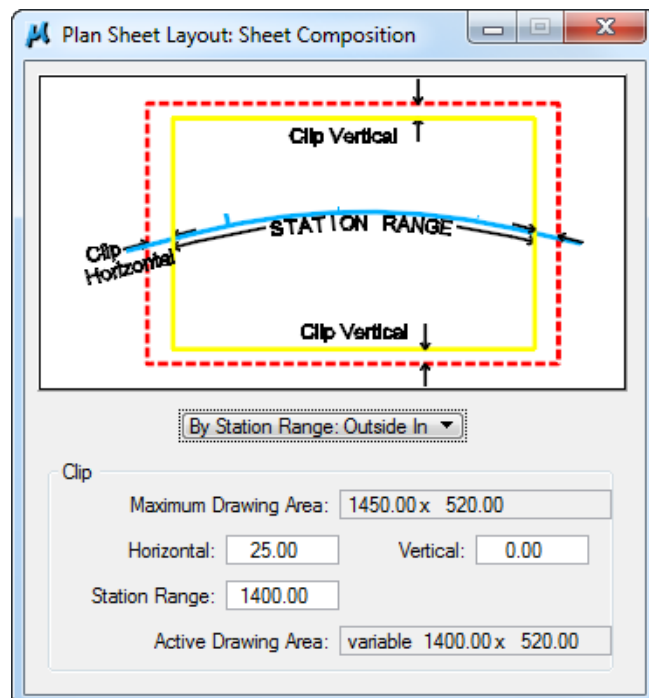 Plan Sheet Layout: Sheet Composition
Clip Vertical
STATION RANGE
Clip
Horizontal
Clip Vertical
By Station Range: Outside In
Clip
Maximum Drawing Area: 1450.00 x 520.00
Horizontal: 25.00 Vertical: 0.00
Station Range: 1400.00
Active Drawing Area: variable 1400.00 x 520.00